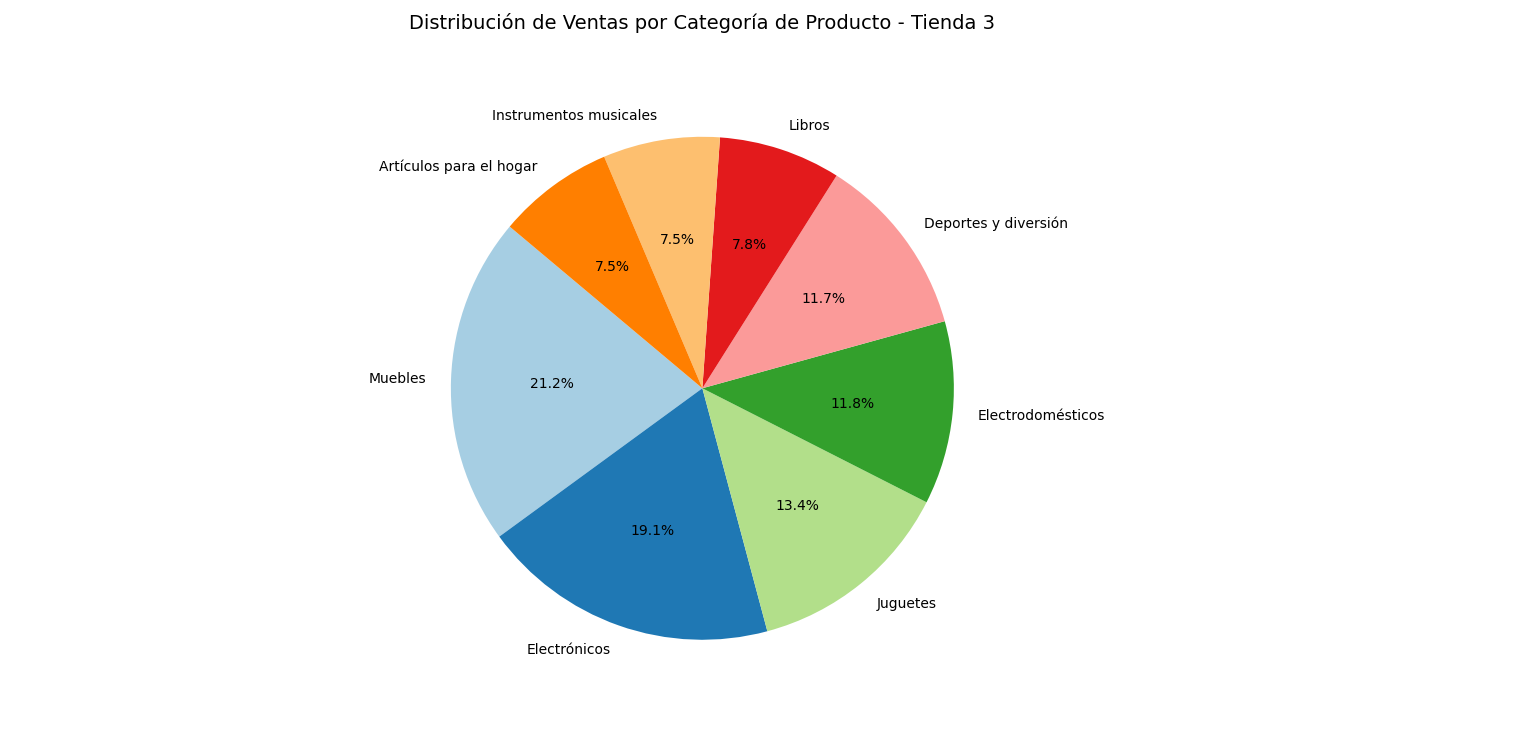 Distribución de Ventas por Categoría de Producto - Tienda 3
Instrumentos musicales
Libros
Artículos para el hogar
Deportes y diversión
7.5%
7.8%
7.5%
11.7%
Muebles
21.2%
11.8%
Electrodomésticos
13.4%
19.1%
Juguetes
Electrónicos